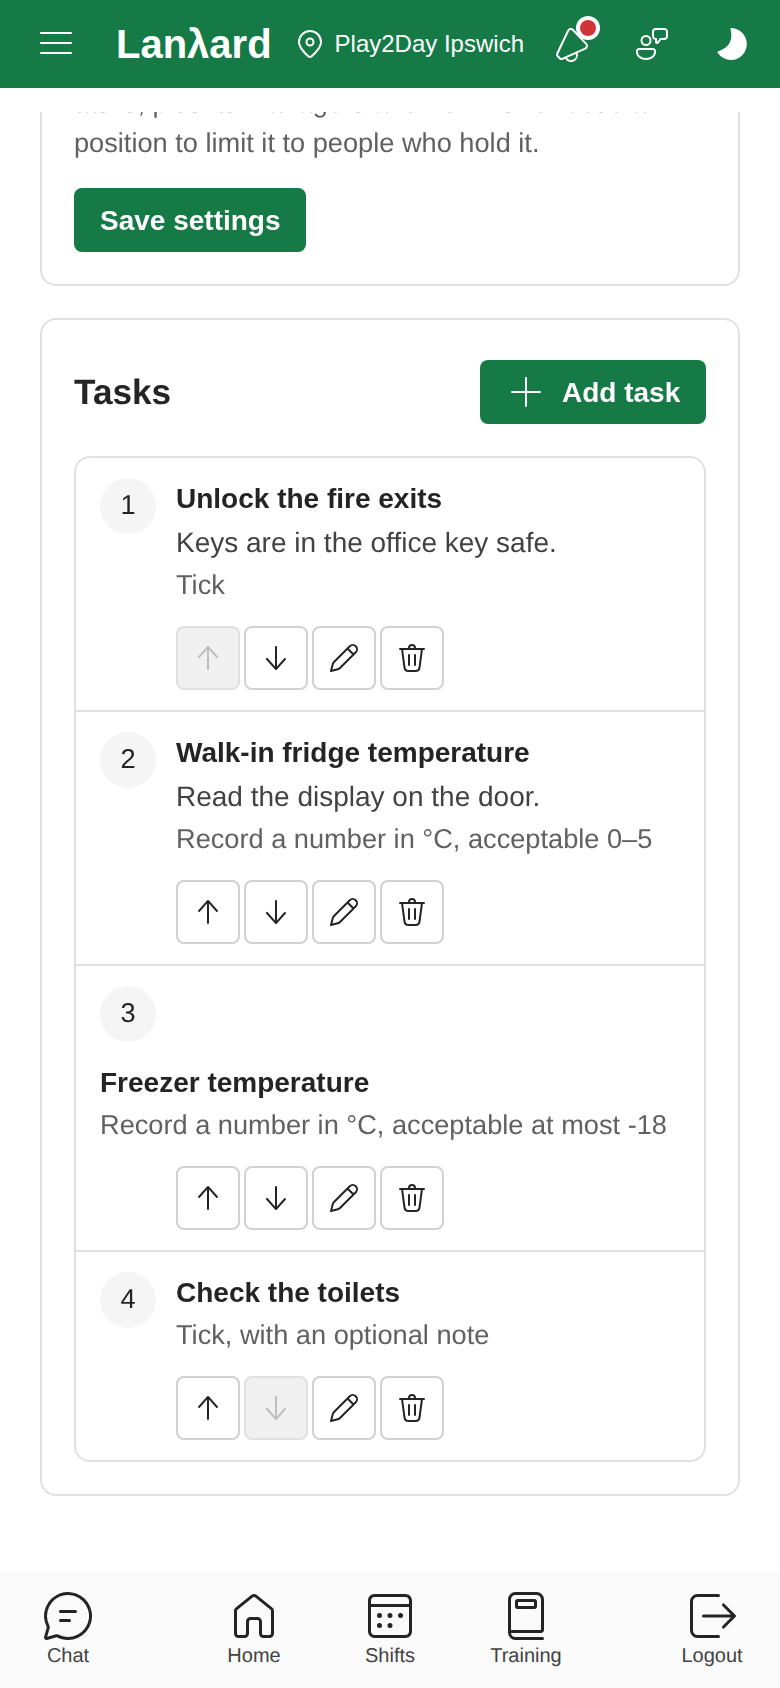 Lanλard
Play2Day Ipswich
position to limit it to people who hold it.
Save settings
Tasks
Add task
1
Unlock the fire exits
Keys are in the office key safe.
Tick
2
Walk-in fridge temperature
Read the display on the door.
Record a number in °C, acceptable 0–5
3
Freezer temperature
Record a number in °C, acceptable at most -18
4
Check the toilets
Tick, with an optional note
Chat
Home
Shifts
Training
Logout